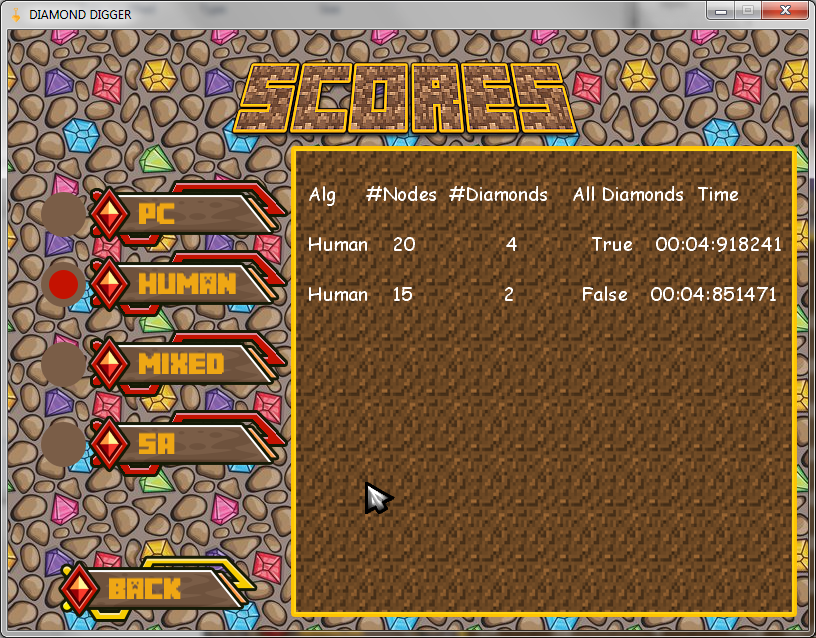 DIAMOND DIGGER
SCORES
PC
HUMAN
MIXED
SA
BACK
Alg #Nodes #Diamonds All Diamonds Time
Human 20 4 True 00:04:918241
Human 15 2 False 00:04:851471